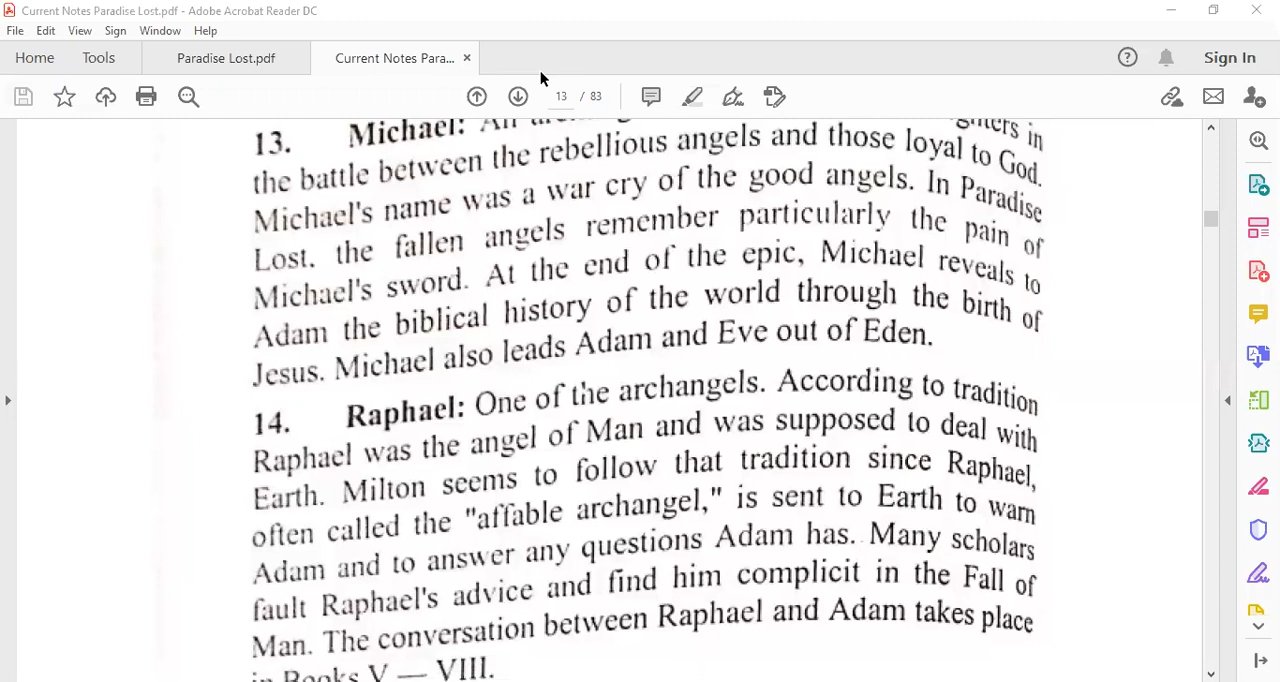 Current Notes Paradise Lost.pdf - Adobe Acrobat Reader DC
File Edit View Sign Window Help
Home Tools Paradise Lost.pdf Current Notes Para... × Sign In
13 / 83
13. Michael: An
the battle between the rebellious angels and those loyal to God.
Michael's name was a war cry of the good angels. In Paradise
Lost. the fallen angels remember particularly the pain of
Michael's sword. At the end of the epic, Michael reveals to
Adam the biblical history of the world through the birth of
Jesus. Michael also leads Adam and Eve out of Eden.
14. Raphael: One of the archangels. According to tradition
Raphael was the angel of Man and was supposed to deal with
Earth. Milton seems to follow that tradition since Raphael,
often called the "affable archangel," is sent to Earth to warn
Adam and to answer any questions Adam has. Many scholars
fault Raphael's advice and find him complicit in the Fall of
Man. The conversation between Raphael and Adam takes place
in Books V — VIII.